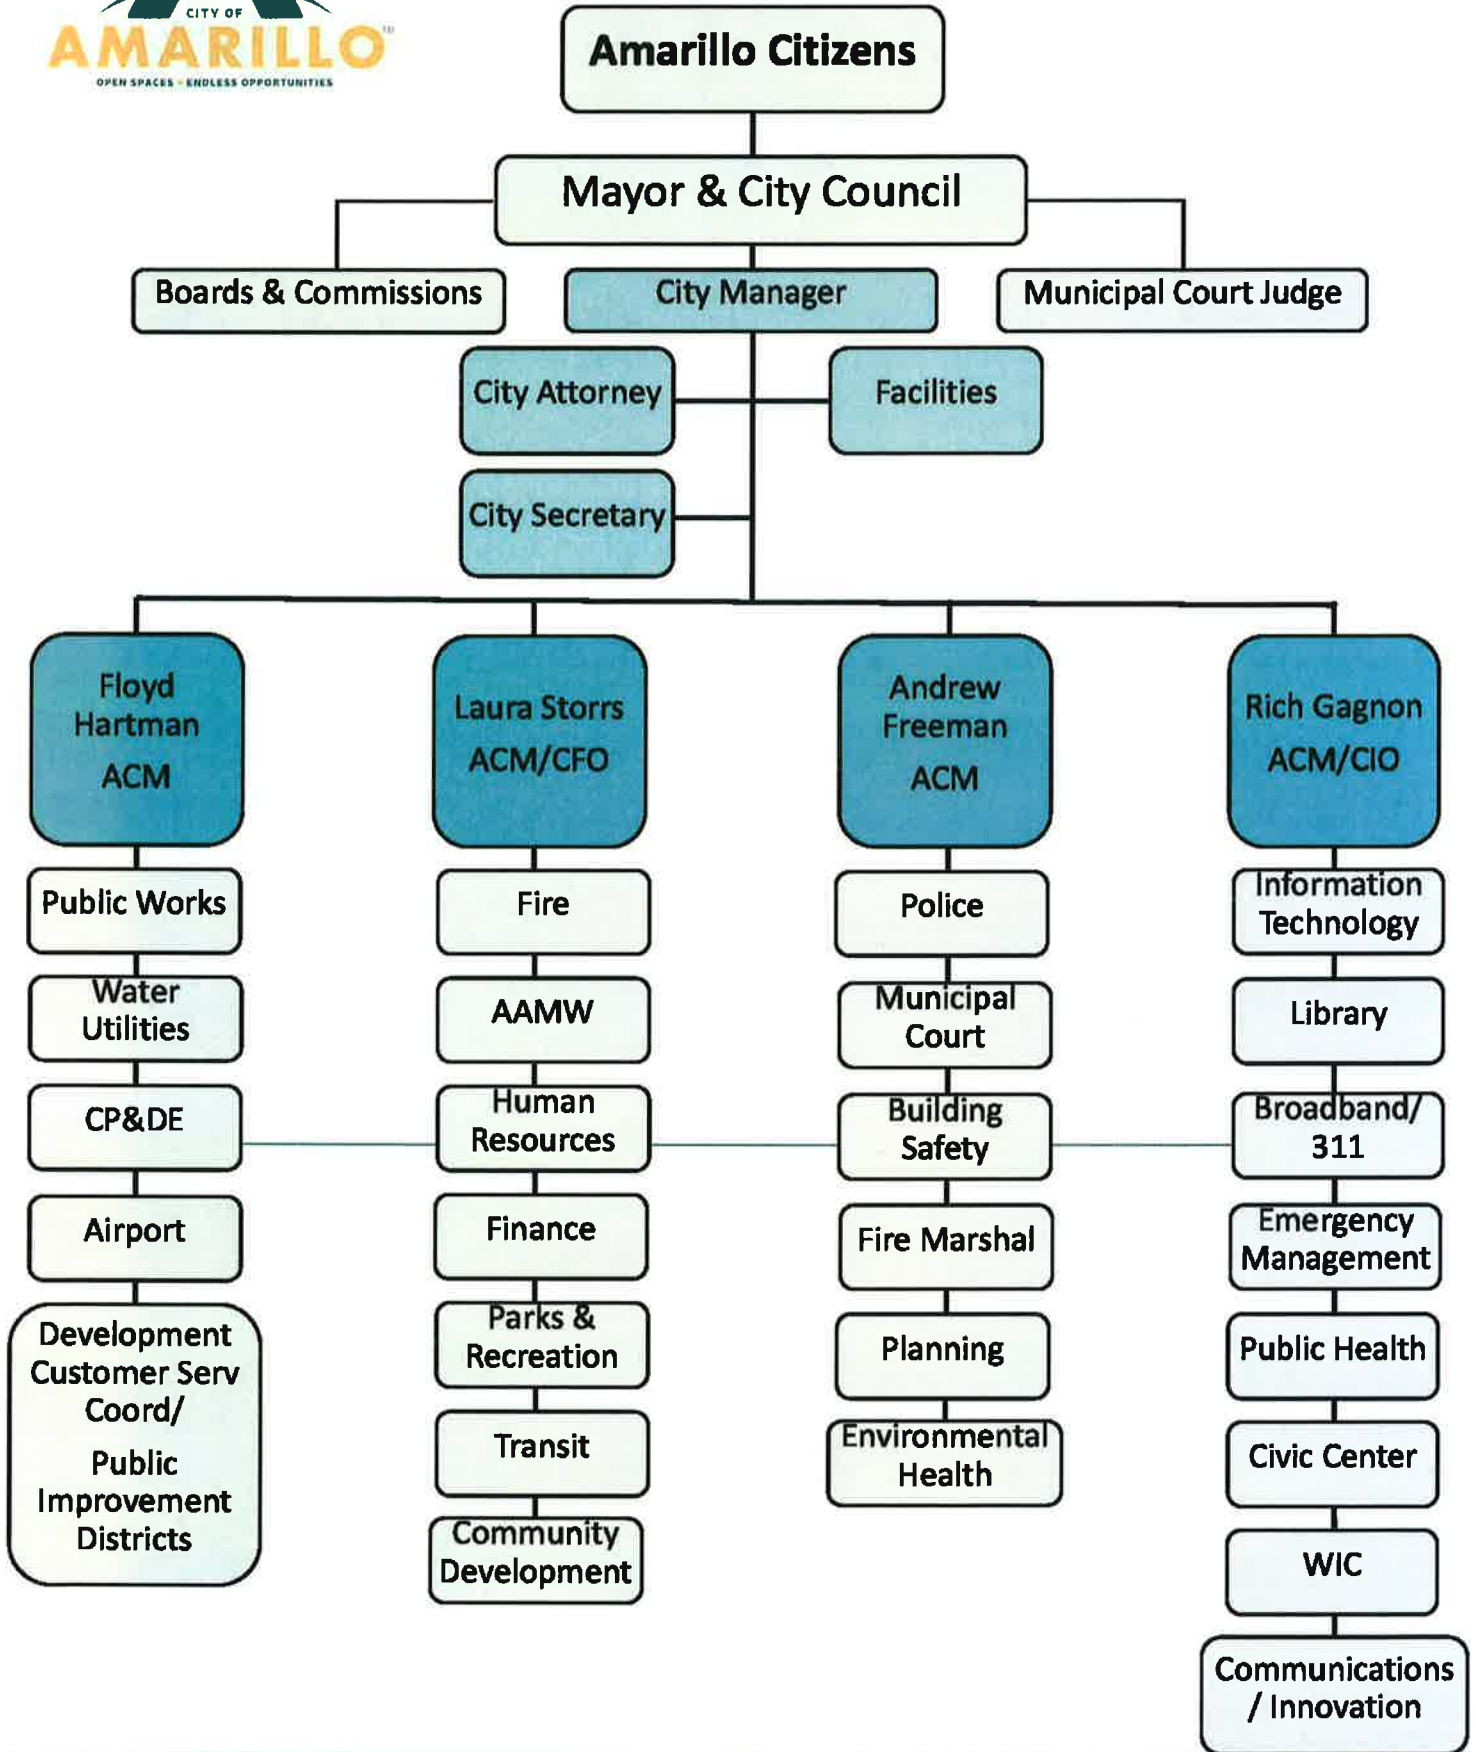 CITY OF
AMARILLO
OPEN SPACES - ENDLESS OPPORTUNITIES
Amarillo Citizens
Mayor & City Council
Boards & Commissions
City Manager
Municipal Court Judge
City Attorney
Facilities
City Secretary
Floyd
Hartman
ACM
Public Works
Water
Utilities
CP&DE
Airport
Development
Customer Serv
Coord/
Public
Improvement
Districts
Laura Storrs
ACM/CFO
Fire
AAMW
Human
Resources
Finance
Parks &
Recreation
Transit
Community
Development
Andrew
Freeman
ACM
Police
Municipal
Court
Building
Safety
Fire Marshal
Planning
Environmental
Health
Rich Gagnon
ACM/CIO
Information
Technology
Library
Broadband/
311
Emergency
Management
Public Health
Civic Center
WIC
Communications
/ Innovation